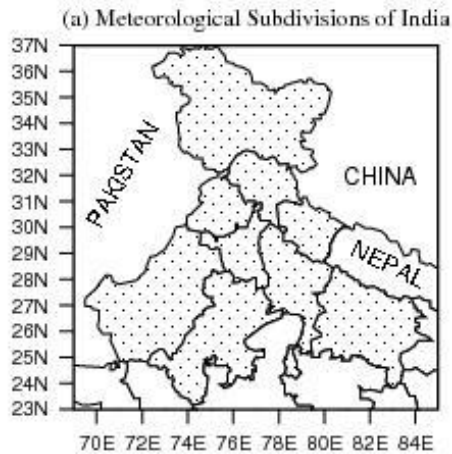 (a) Meteorological Subdivisions of India
37N
36N
35N
34N
33N
32N
31N
30N
29N
28N
27N
26N
25N
24N
23N
PAKISTAN
CHINA
NEPAL
70E 72E 74E 76E 78E 80E 82E 84E